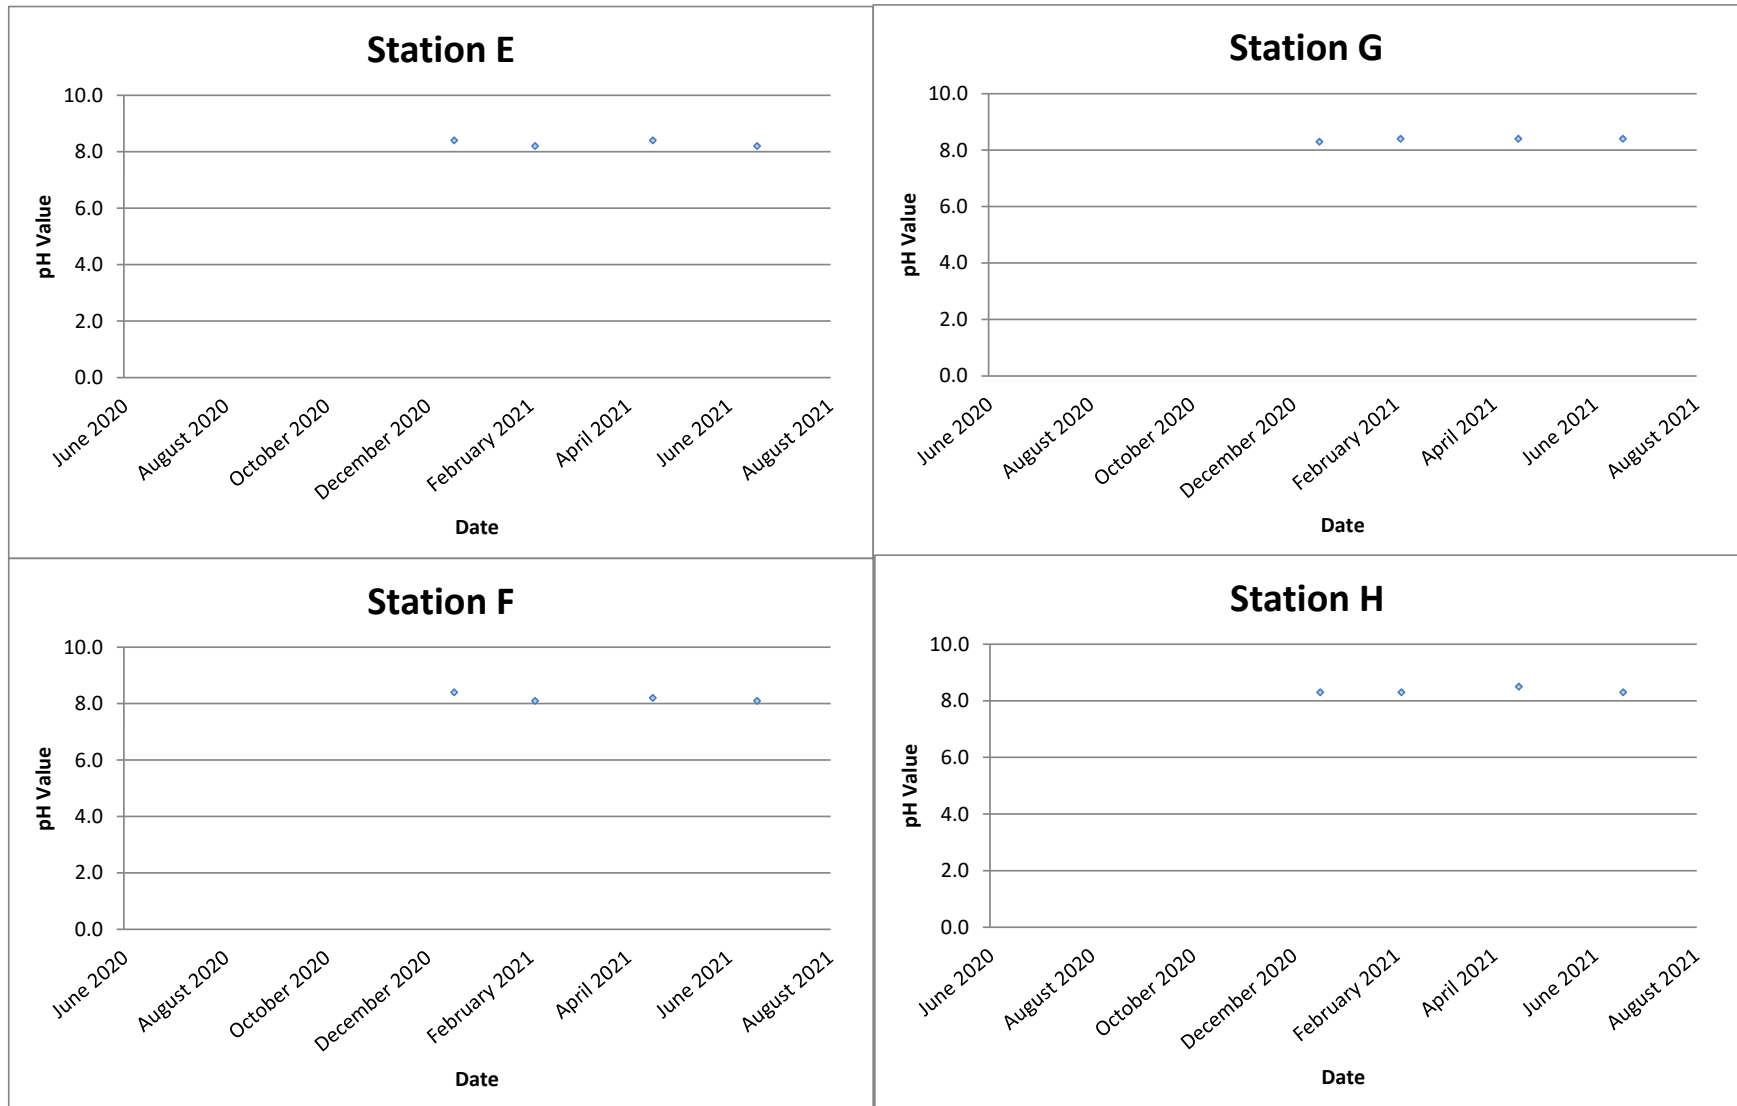 Station E
10.0
8.0
6.0
4.0
2.0
0.0
pH Value
June 2020
August 2020
October 2020
December 2020
February 2021
April 2021
June 2021
August 2021
Date
Station G
10.0
8.0
6.0
4.0
2.0
0.0
pH Value
June 2020
August 2020
October 2020
December 2020
February 2021
April 2021
June 2021
August 2021
Date
Station F
10.0
8.0
6.0
4.0
2.0
0.0
pH Value
June 2020
August 2020
October 2020
December 2020
February 2021
April 2021
June 2021
August 2021
Date
Station H
10.0
8.0
6.0
4.0
2.0
0.0
pH Value
June 2020
August 2020
October 2020
December 2020
February 2021
April 2021
June 2021
August 2021
Date